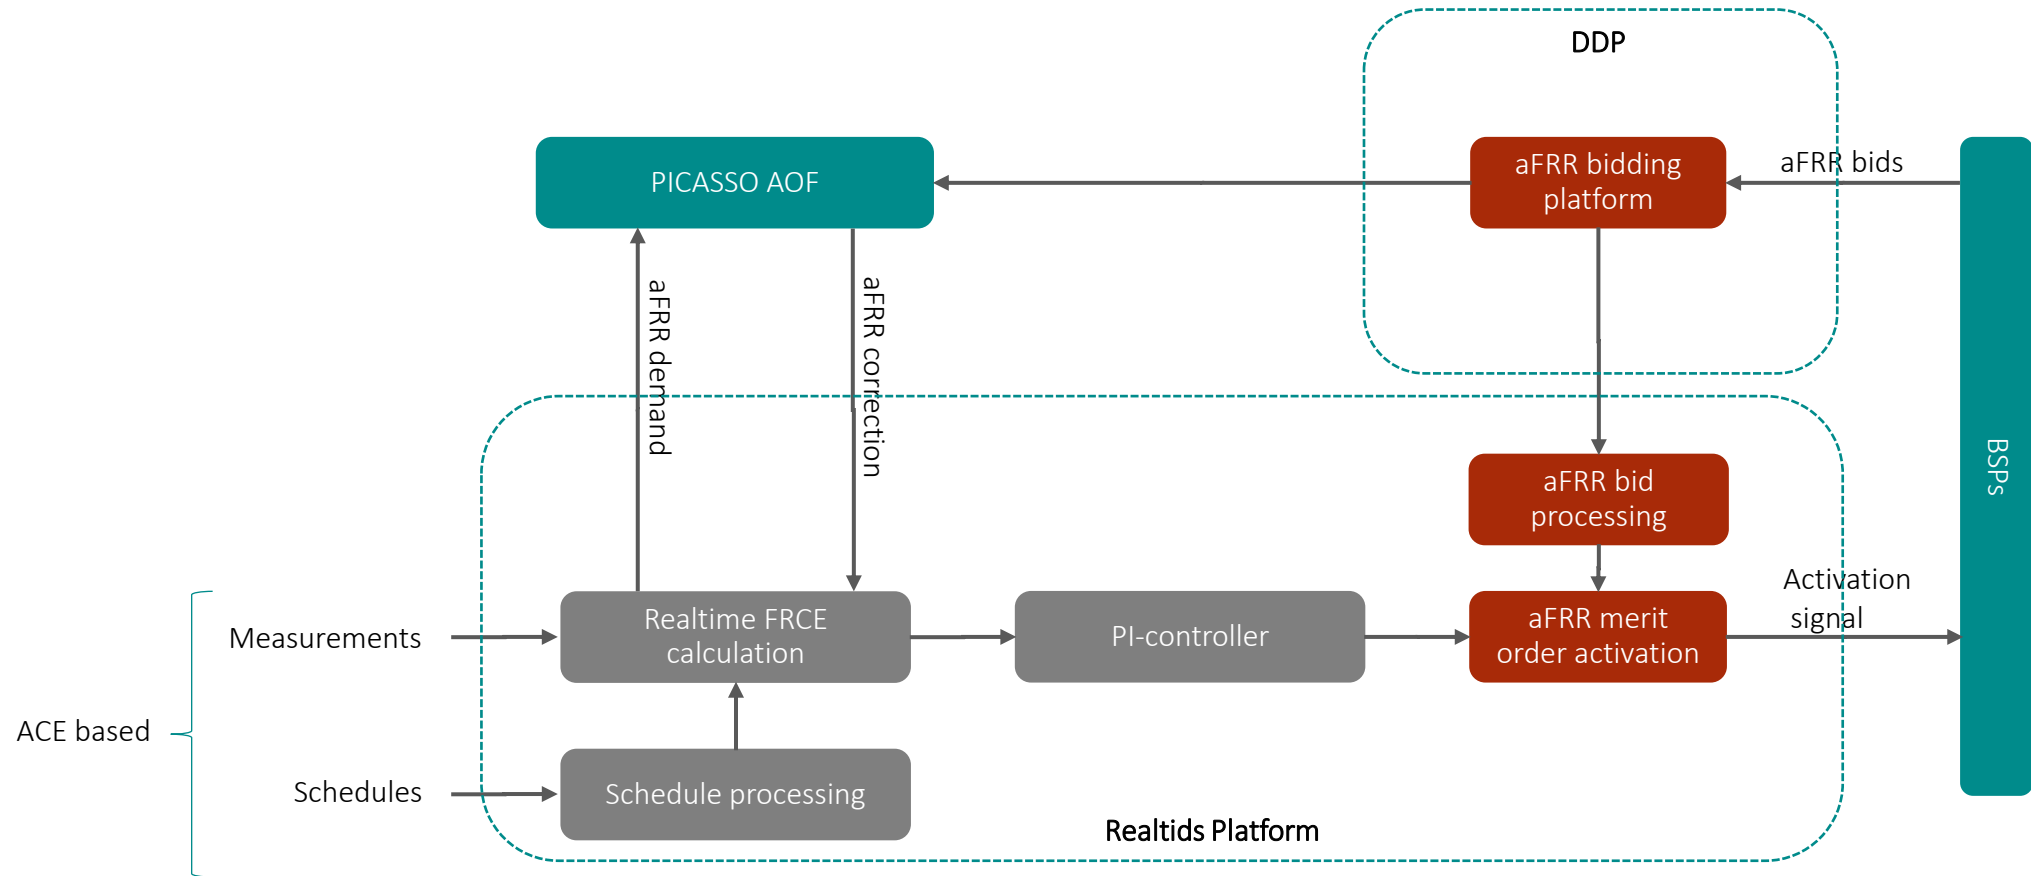 DDP
PICASSO AOF
aFRR bidding
platform
aFRR bids
aFRR demand
aFRR correction
BSPs
aFRR bid
processing
Activation
signal
Measurements
Realtime FRCE
calculation
PI-controller
aFRR merit
order activation
ACE based
Schedules
Schedule processing
Realtids Platform